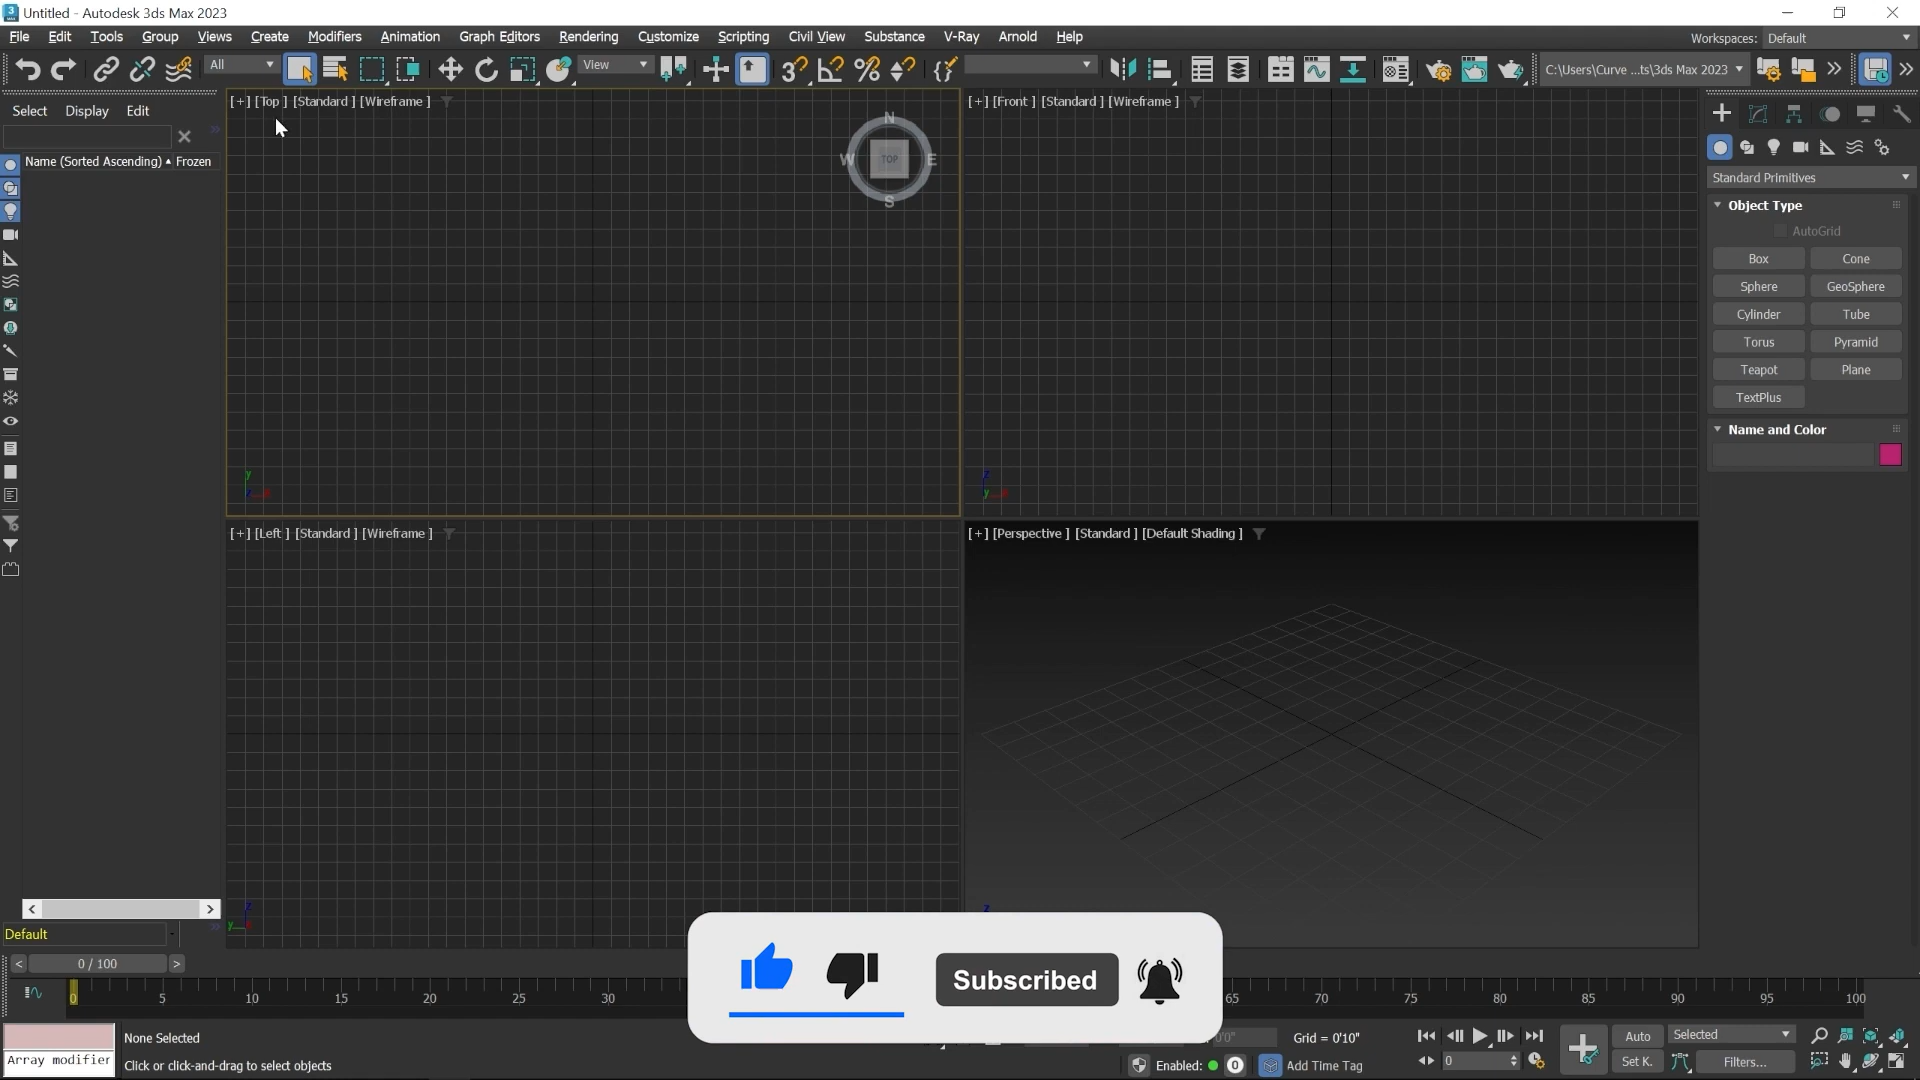 Untitled - Autodesk 3ds Max 2023
File Edit Tools Group Views Create Modifiers Animation Graph Editors Rendering Customize Scripting Civil View Substance V-Ray Arnold Help
Workspaces: Default
All
View
C:\Users\Curve ...ts\3ds Max 2023
Select Display Edit
Name (Sorted Ascending) Frozen
[+] [Top ] [Standard ] [Wireframe ]
N
W TOP E
S
y
[+] [Front ] [Standard ] [Wireframe ]
z
y
[+] [Left ] [Standard ] [Wireframe ]
z
y
[+] [Perspective ] [Standard ] [Default Shading ]
z
Standard Primitives
Object Type
AutoGrid
Box Cone
Sphere GeoSphere
Cylinder Tube
Torus Pyramid
Teapot Plane
TextPlus
Name and Color
Default
< 0 / 100 >
0 5 10 15 20 25 30 65 70 75 80 85 90 95 100
Subscribed
None Selected
Array modifier
Click or click-and-drag to select objects
Grid = 0'10"
Enabled: 0 Add Time Tag
0
Auto Selected
Set K. Filters...